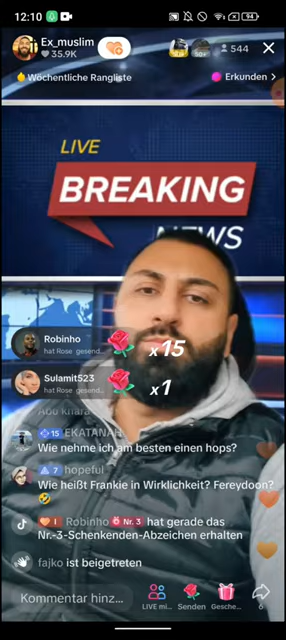 12:10
94
Ex_muslim
35.9K
50+
544
Wöchentliche Rangliste
Erkunden >
LIVE
BREAKING
NEWS
Robinho
hat Rose gesend...
x15
Sulamit523
hat Rose gesend...
x1
15 EKATANAH
Wie nehme ich am besten einen hops?
7 hopeful
Wie heißt Frankie in Wirklichkeit? Fereydoon?
1 Robinho Nr. 3 hat gerade das
Nr.-3-Schenkenden-Abzeichen erhalten
fajko ist beigetreten
Kommentar hinz...
LIVE mi...
Senden
Gesche...
6